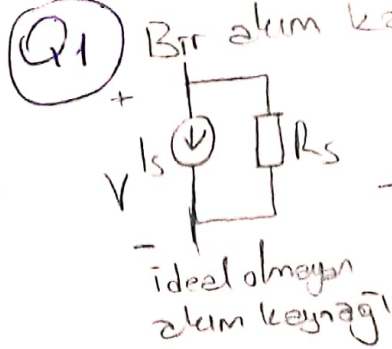 Q1 Bir akım
+
Is
Rs
V
-
-
ideal olmayan
akım kaynağı